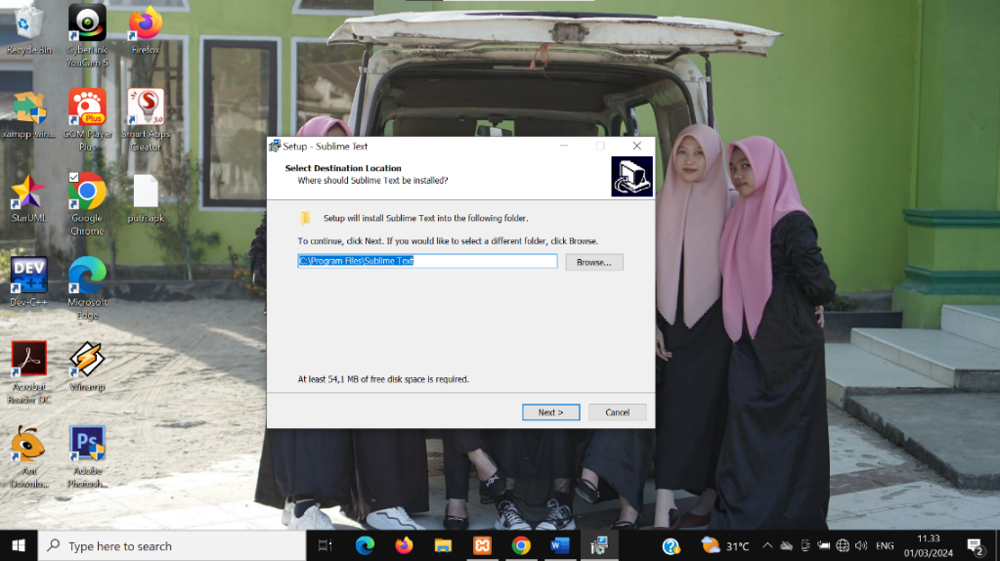 Recycle Bin
CyberLink
YouCam 5
Firefox
xampp-win...
GOM Player
Plus
Plus
Smart Apps
Creator
3.0
StarUML
Google
Chrome
putri.apk
DEV
C++
Dev-C++
Microsoft
Edge
Acrobat
Reader DC
Winamp
Ant
Downlo...
Ps
Adobe
Photosh...
Setup - Sublime Text
Select Destination Location
Where should Sublime Text be installed?
Setup will install Sublime Text into the following folder.
To continue, click Next. If you would like to select a different folder, click Browse.
C:\Program Files\Sublime Text
Browse...
At least 54,1 MB of free disk space is required.
Next >
Cancel
Type here to search
31°C
ENG
11.33
01/03/2024
2